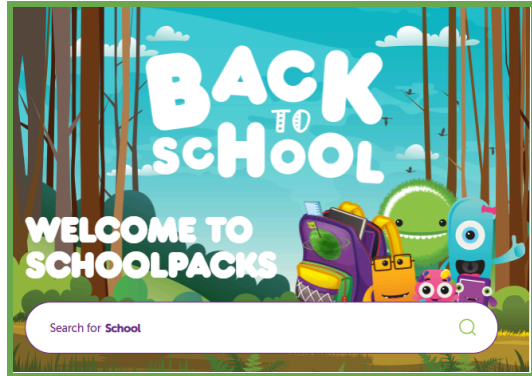 BACK
TO
SCHOOL
WELCOME TO
SCHOOLPACKS
Search for School